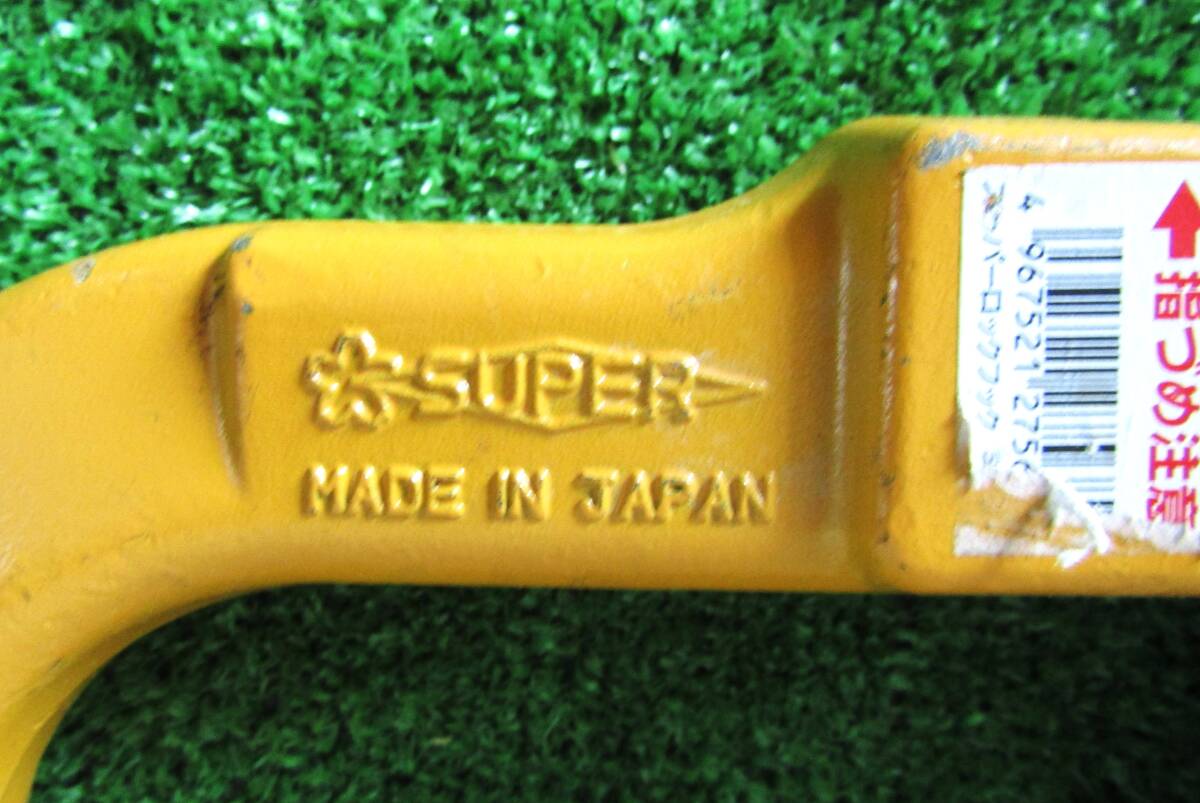 SUPER
MADE IN JAPAN
スーパーロックフック
4 967521 2756
指づめ注意